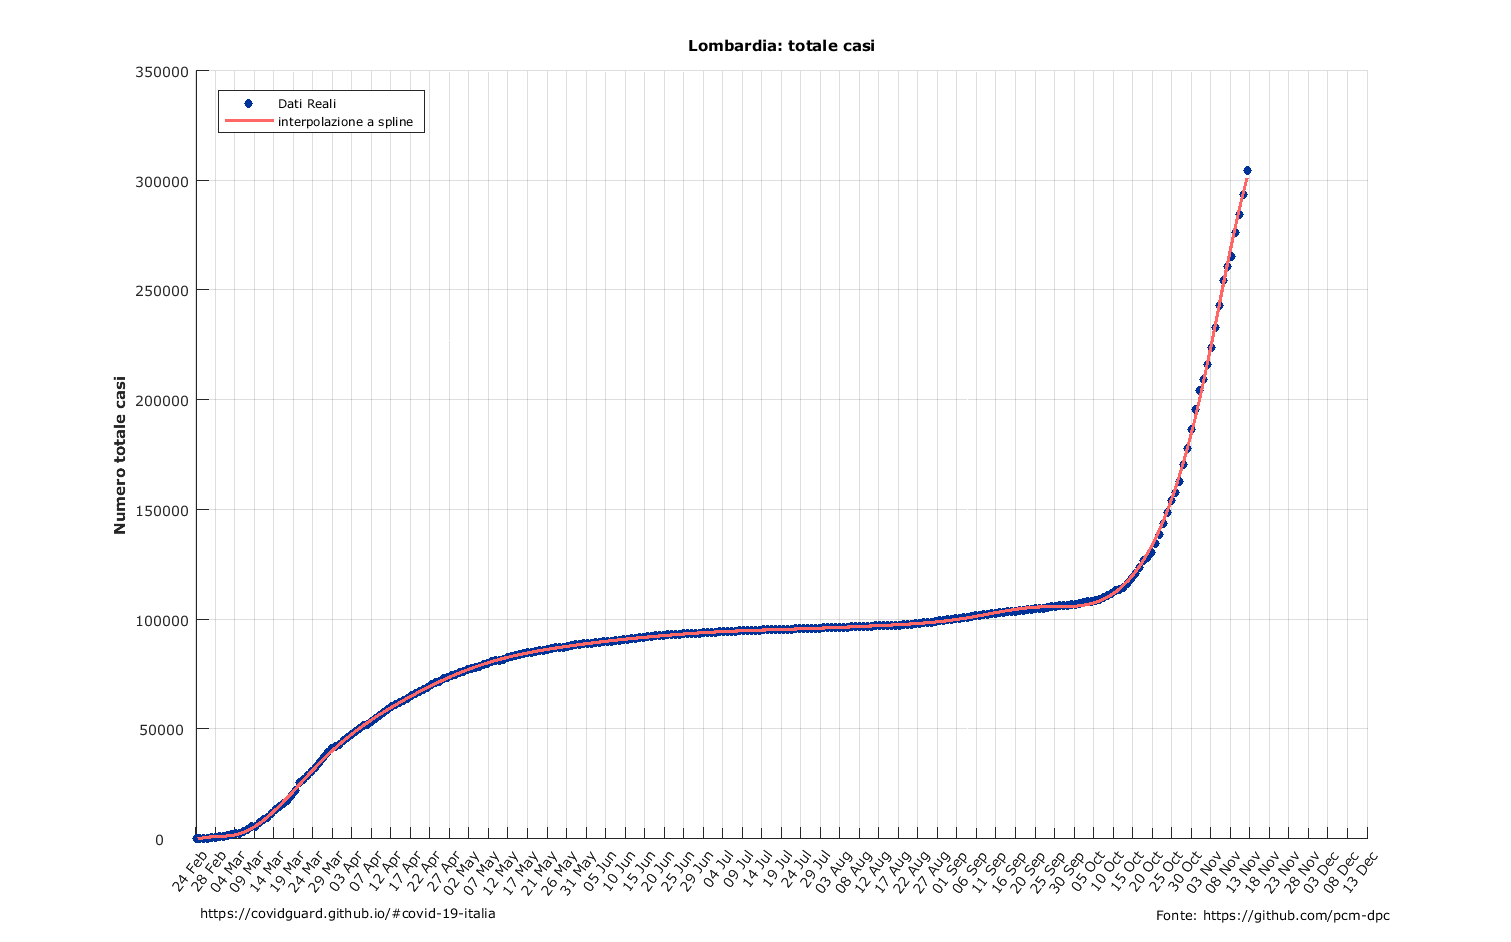 Lombardia: totale casi
350000
300000
250000
200000
150000
100000
50000
0
Numero totale casi
Dati Reali
interpolazione a spline
24 Feb
28 Feb
04 Mar
09 Mar
14 Mar
19 Mar
24 Mar
29 Mar
03 Apr
07 Apr
12 Apr
17 Apr
22 Apr
27 Apr
02 May
07 May
12 May
17 May
21 May
26 May
31 May
05 Jun
10 Jun
15 Jun
20 Jun
25 Jun
29 Jun
04 Jul
09 Jul
14 Jul
19 Jul
24 Jul
29 Jul
03 Aug
08 Aug
12 Aug
17 Aug
22 Aug
27 Aug
01 Sep
06 Sep
11 Sep
16 Sep
20 Sep
25 Sep
30 Sep
05 Oct
10 Oct
15 Oct
20 Oct
25 Oct
30 Oct
03 Nov
08 Nov
13 Nov
18 Nov
23 Nov
28 Nov
03 Dec
08 Dec
13 Dec
https://covidguard.github.io/#covid-19-italia
Fonte: https://github.com/pcm-dpc